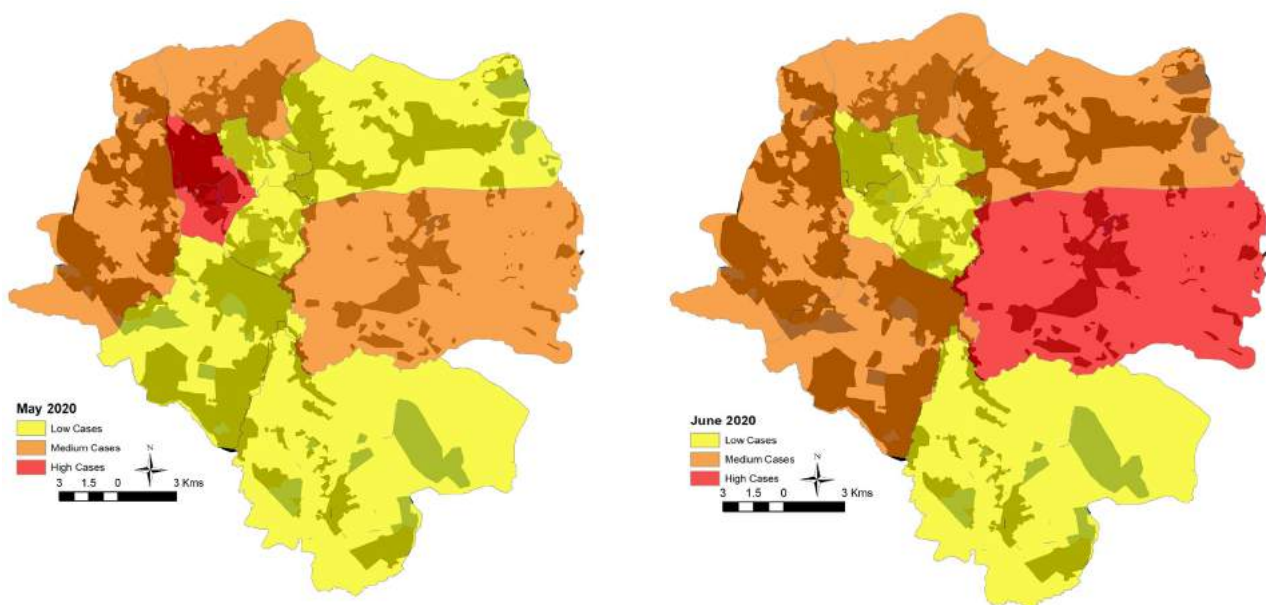 May 2020
Low Cases
Medium Cases
High Cases
N
3 1.5 0 3 Kms
June 2020
Low Cases
Medium Cases
High Cases
N
3 1.5 0 3 Kms